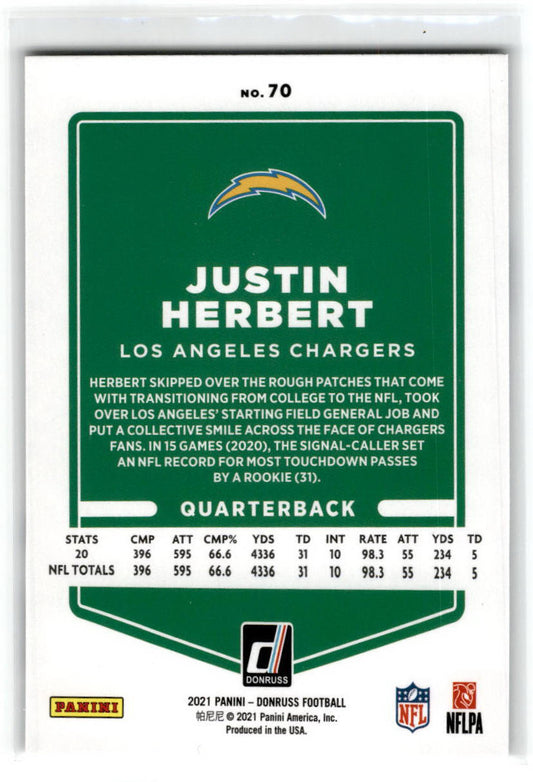 NO. 70
JUSTIN
HERBERT
LOS ANGELES CHARGERS
HERBERT SKIPPED OVER THE ROUGH PATCHES THAT COME
WITH TRANSITIONING FROM COLLEGE TO THE NFL, TOOK
OVER LOS ANGELES' STARTING FIELD GENERAL JOB AND
PUT A COLLECTIVE SMILE ACROSS THE FACE OF CHARGERS
FANS. IN 15 GAMES (2020), THE SIGNAL-CALLER SET
AN NFL RECORD FOR MOST TOUCHDOWN PASSES
BY A ROOKIE (31).
QUARTERBACK
STATS CMP ATT CMP% YDS TD INT RATE ATT YDS TD
20 396 595 66.6 4336 31 10 98.3 55 234 5
NFL TOTALS 396 595 66.6 4336 31 10 98.3 55 234 5
d
DONRUSS
PANINI
2021 PANINI – DONRUSS FOOTBALL
帕尼尼 © 2021 Panini America, Inc.
Produced in the USA.
NFL
NFLPA